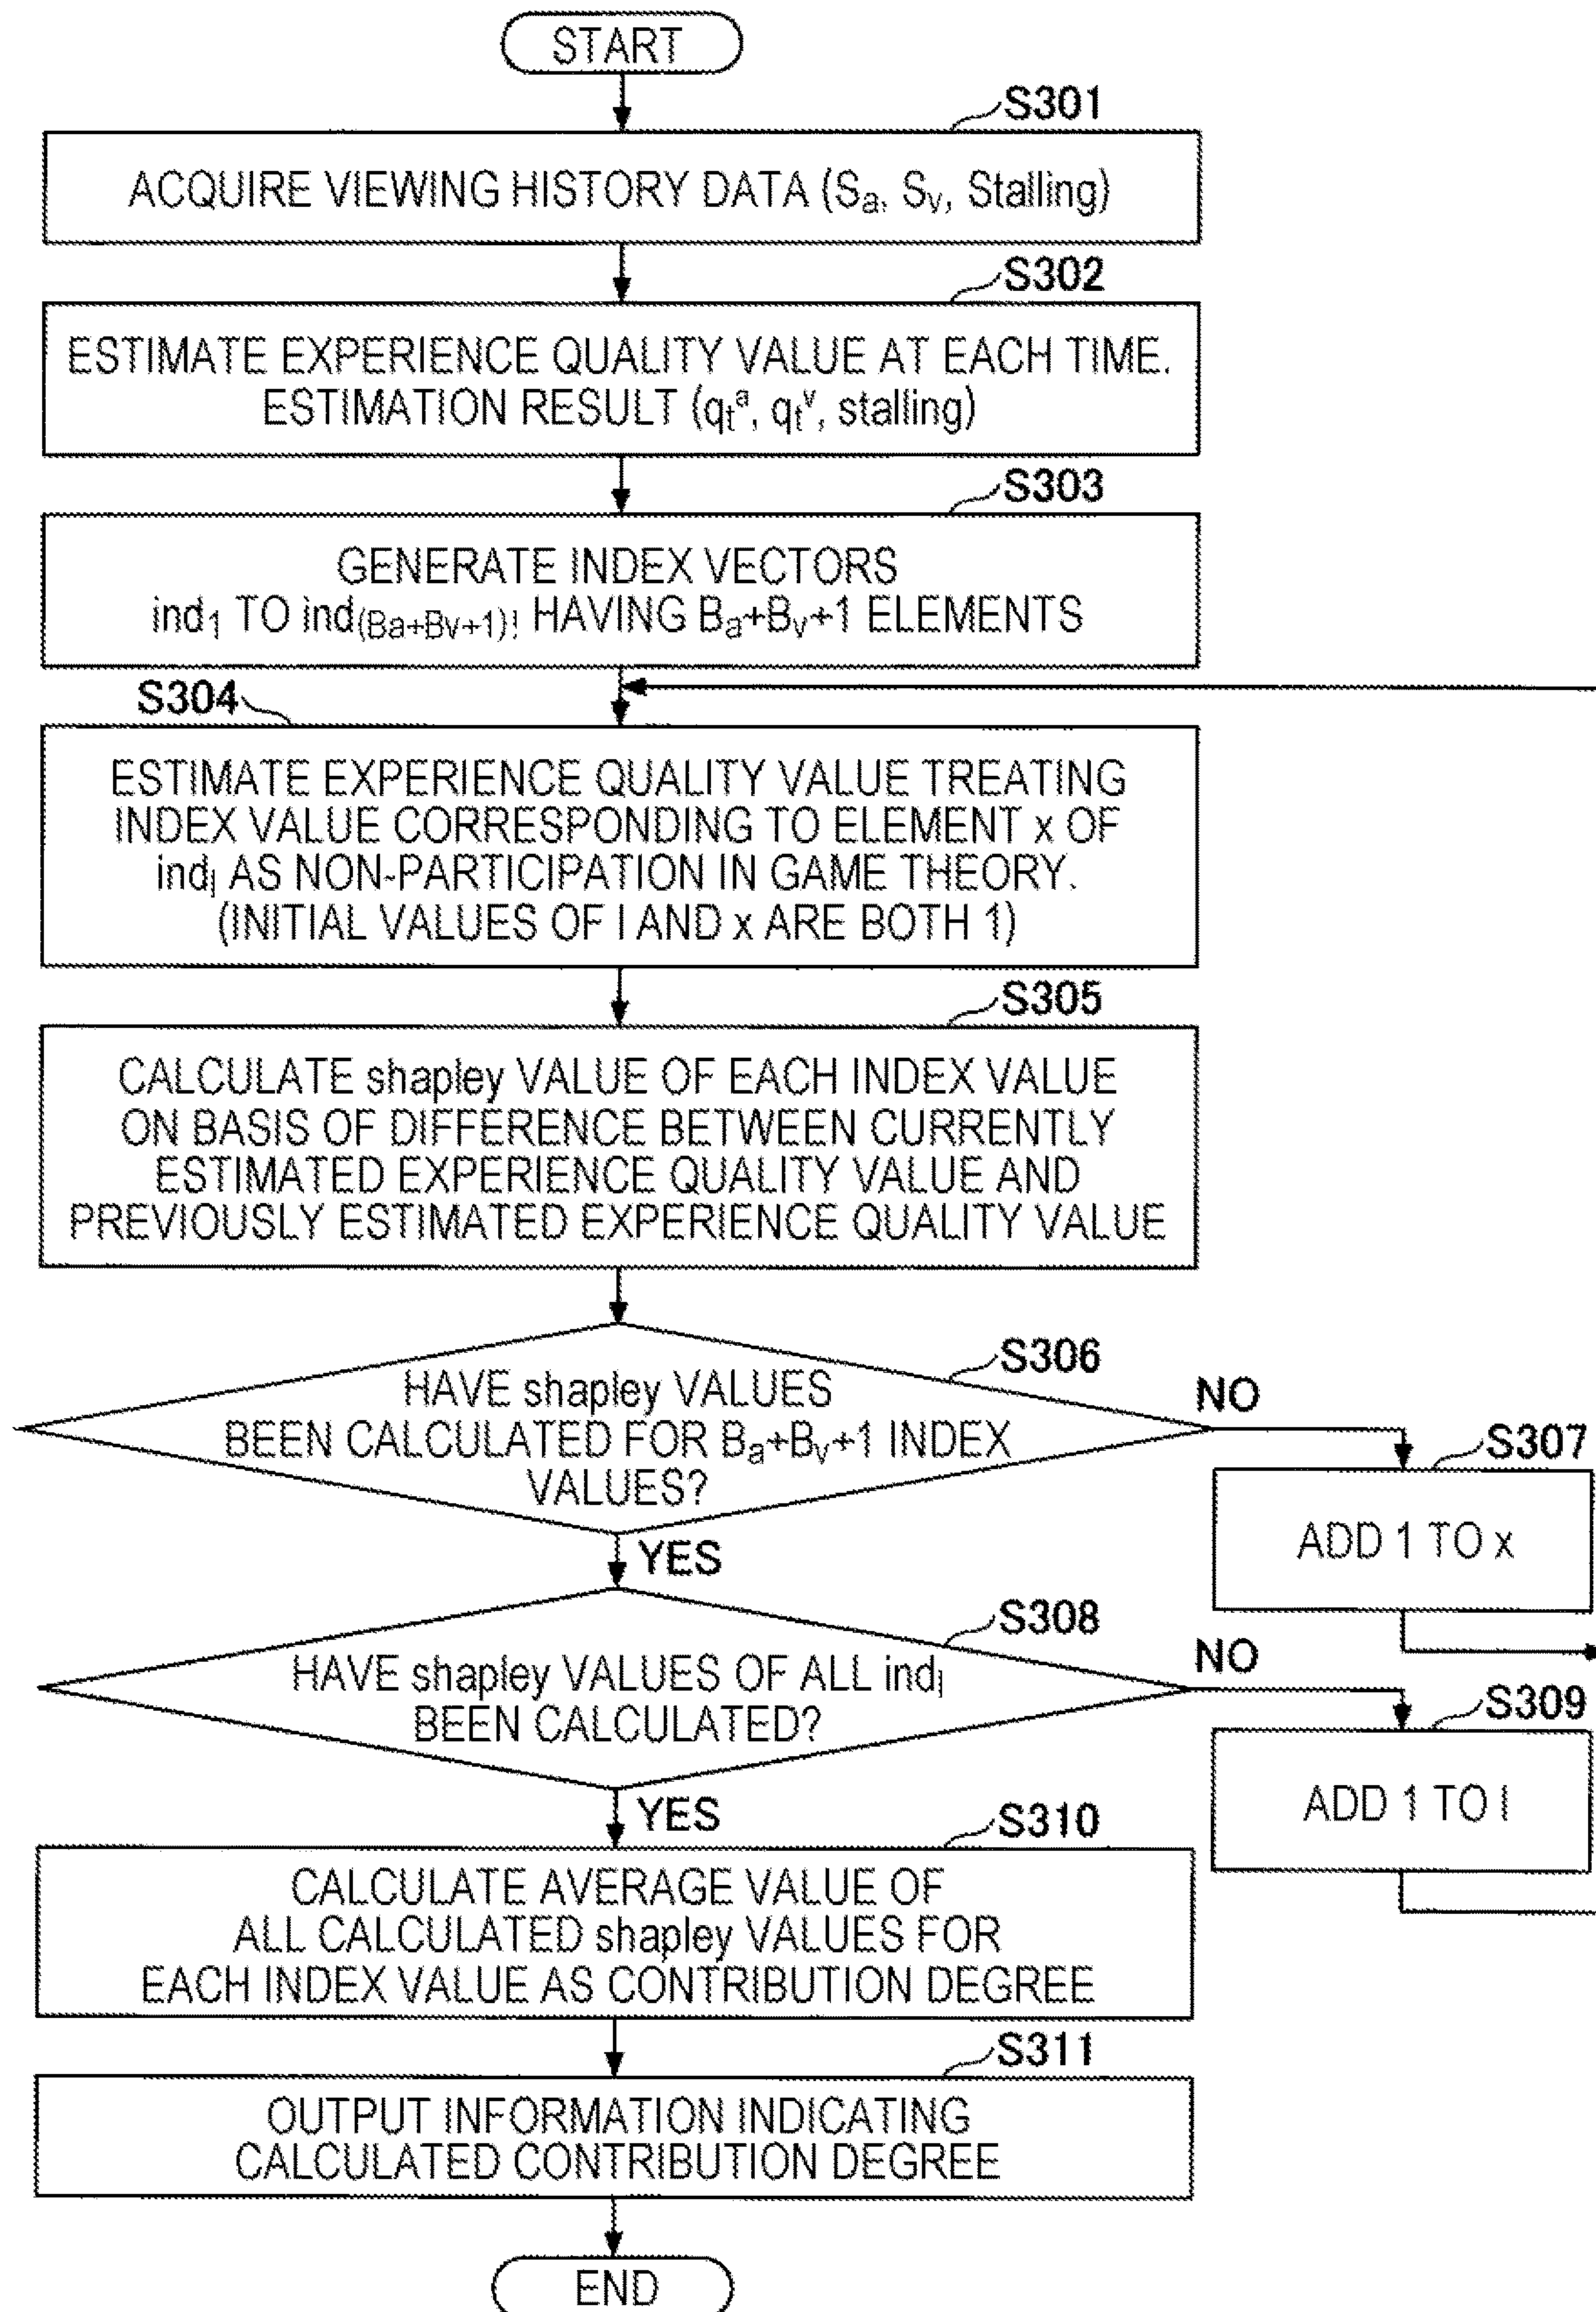 START
S301
ACQUIRE VIEWING HISTORY DATA (Sa, Sv, Stalling)
S302
ESTIMATE EXPERIENCE QUALITY VALUE AT EACH TIME.
ESTIMATION RESULT (qt^a, qt^v, stalling)
S303
GENERATE INDEX VECTORS
ind1 TO ind(Ba+Bv+1)! HAVING Ba+Bv+1 ELEMENTS
S304
ESTIMATE EXPERIENCE QUALITY VALUE TREATING
INDEX VALUE CORRESPONDING TO ELEMENT x OF
indl AS NON-PARTICIPATION IN GAME THEORY.
(INITIAL VALUES OF l AND x ARE BOTH 1)
S305
CALCULATE shapley VALUE OF EACH INDEX VALUE
ON BASIS OF DIFFERENCE BETWEEN CURRENTLY
ESTIMATED EXPERIENCE QUALITY VALUE AND
PREVIOUSLY ESTIMATED EXPERIENCE QUALITY VALUE
S306
HAVE shapley VALUES
BEEN CALCULATED FOR Ba+Bv+1 INDEX
VALUES?
NO
S307
ADD 1 TO x
YES
S308
HAVE shapley VALUES OF ALL indl
BEEN CALCULATED?
NO
S309
ADD 1 TO l
YES
S310
CALCULATE AVERAGE VALUE OF
ALL CALCULATED shapley VALUES FOR
EACH INDEX VALUE AS CONTRIBUTION DEGREE
S311
OUTPUT INFORMATION INDICATING
CALCULATED CONTRIBUTION DEGREE
END